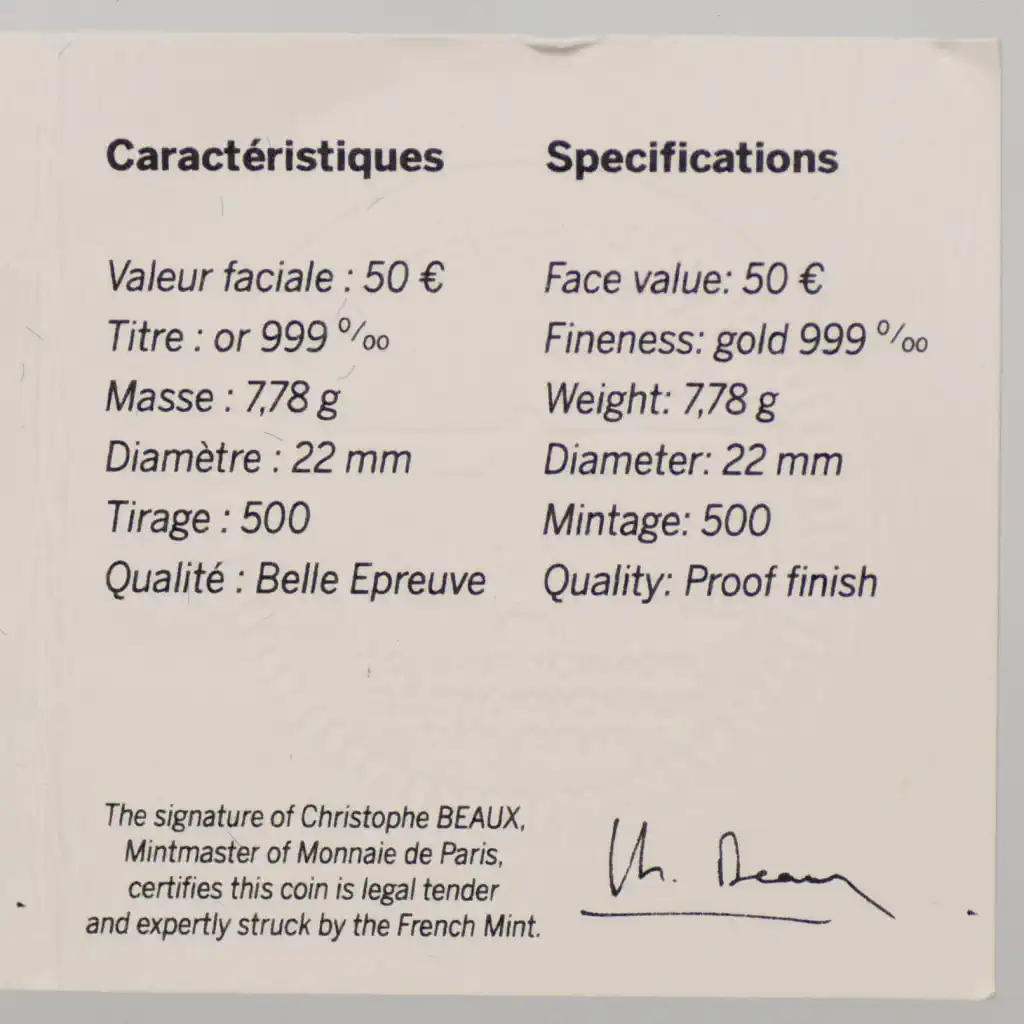 Caractéristiques
Valeur faciale : 50 €
Titre : or 999 ‰
Masse : 7,78 g
Diamètre : 22 mm
Tirage : 500
Qualité : Belle Epreuve
Specifications
Face value: 50 €
Fineness: gold 999 ‰
Weight: 7,78 g
Diameter: 22 mm
Mintage: 500
Quality: Proof finish
The signature of Christophe BEAUX,
Mintmaster of Monnaie de Paris,
certifies this coin is legal tender
and expertly struck by the French Mint.
Ch. Beaux